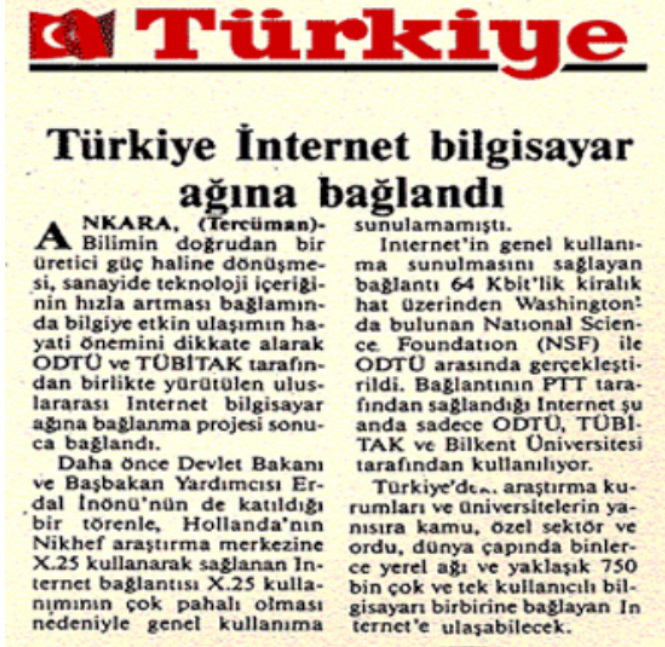 Türkiye
Türkiye İnternet bilgisayar
ağına bağlandı
ANKARA, (Tercüman)-
Bilimin doğrudan bir
üretici güç haline dönüşme-
si, sanayide teknoloji içeriği-
nin hızla artması bağlamın-
da bilgiye etkin ulaşımın ha-
yati önemini dikkate alarak
ODTÜ ve TÜBİTAK tarafın-
dan birlikte yürütülen ulus-
lararası Internet bilgisayar
ağına bağlanma projesi sonu-
ca bağlandı.
Daha önce Devlet Bakanı
ve Başbakan Yardımcısı Er-
dal İnönü'nün de katıldığı
bir törenle, Hollanda'nın
Nikhef araştırma merkezine
X.25 kullanarak sağlanan In-
ternet bağlantısı X.25 kulla-
nımının çok pahalı olması
nedeniyle genel kullanıma
sunulamamıştı.
Internet'in genel kullanı-
ma sunulmasını sağlayan
bağlantı 64 Kbit'lik kiralık
hat üzerinden Washington'
da bulunan National Scien-
ce Foundation (NSF) ile
ODTÜ arasında gerçekleşti-
rildi. Bağlantının PTT tara-
fından sağlandığı Internet şu
anda sadece ODTÜ, TÜBİ-
TAK ve Bilkent Üniversitesi
tarafından kullanılıyor.
araştırma ku-
rumları ve üniversitelerin ya-
nısıra kamu, özel sektör ve
ordu, dünya çapında binler-
ce yerel ağı ve yaklaşık 750
bin çok ve tek kullanıcılı bil-
gisayarı birbirine bağlayan In
ternet'e ulaşabilecek.